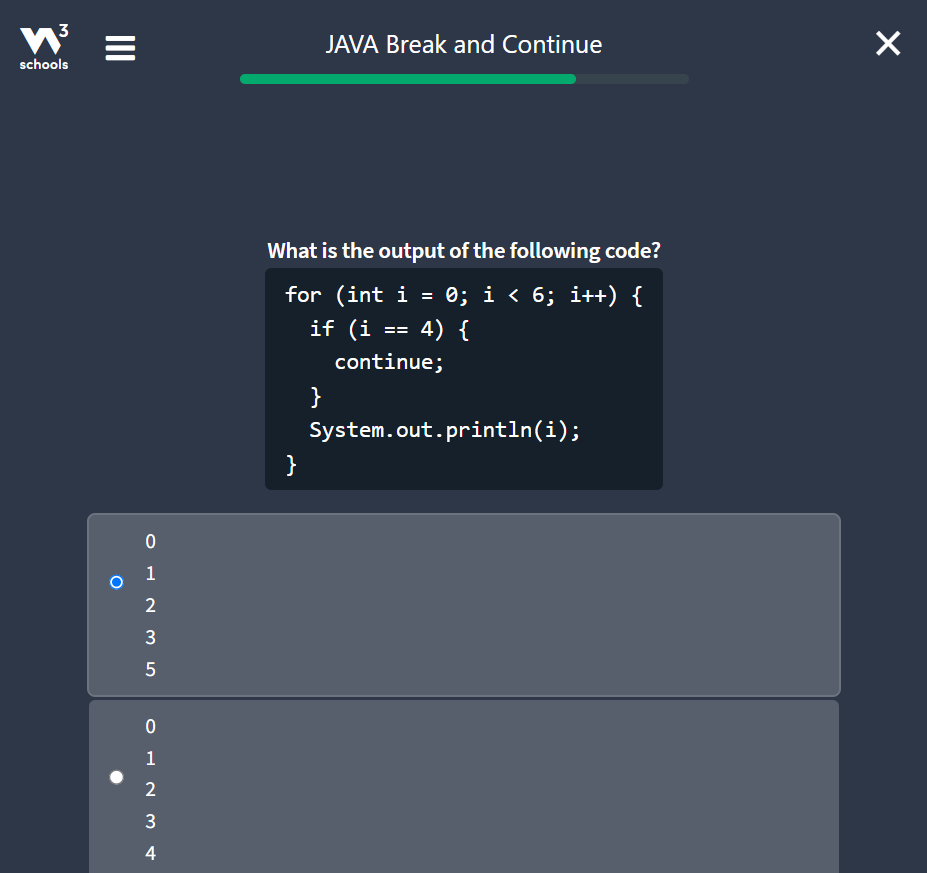 3
schools
JAVA Break and Continue
What is the output of the following code?
for (int i = 0; i < 6; i++) {
  if (i == 4) {
    continue;
  }
  System.out.println(i);
}
0
1
2
3
5
0
1
2
3
4